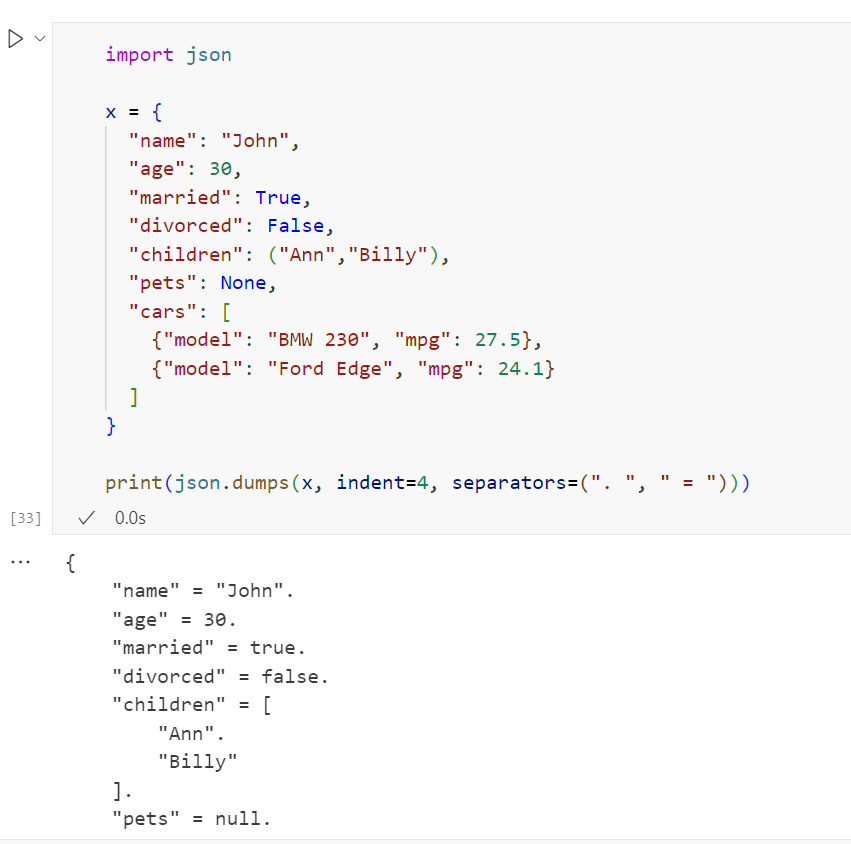 import json

x = {
  "name": "John",
  "age": 30,
  "married": True,
  "divorced": False,
  "children": ("Ann","Billy"),
  "pets": None,
  "cars": [
    {"model": "BMW 230", "mpg": 27.5},
    {"model": "Ford Edge", "mpg": 24.1}
  ]
}

print(json.dumps(x, indent=4, separators=(". ", " = ")))
[33] 0.0s
... {
    "name" = "John".
    "age" = 30.
    "married" = true.
    "divorced" = false.
    "children" = [
        "Ann".
        "Billy"
    ].
    "pets" = null.